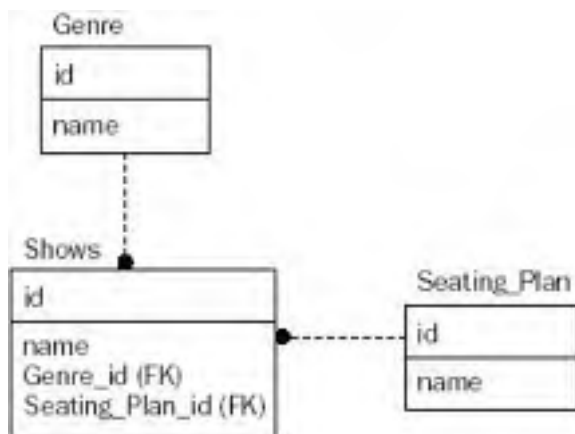 Genre
id
name
Shows
id
name
Genre_id (FK)
Seating_Plan_id (FK)
Seating_Plan
id
name